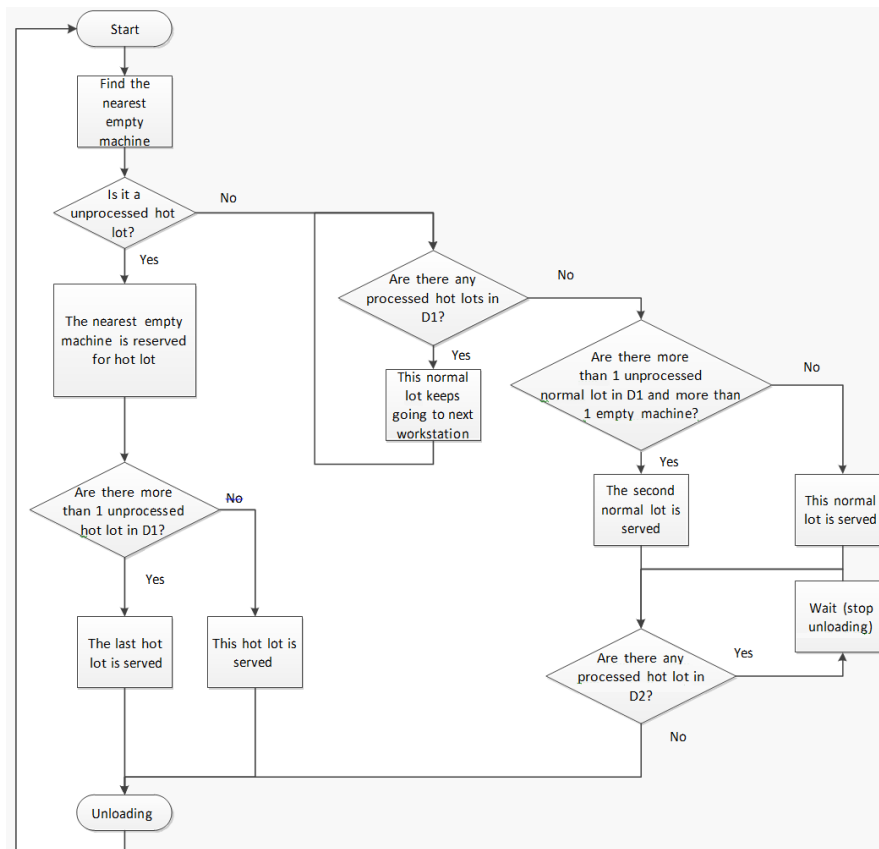 Start
Find the
nearest
empty
machine
Is it a
unprocessed hot
lot?
No
Yes
The nearest empty
machine is reserved
for hot lot
Are there any
processed hot lots in
D1?
No
Yes
This normal
lot keeps
going to next
workstation
Are there more
than 1 unprocessed
normal lot in D1 and more than
1 empty machine?
No
Yes
The second
normal lot is
served
This normal
lot is served
Are there more
than 1 unprocessed
hot lot in D1?
No
Yes
The last hot
lot is served
This hot lot is
served
Wait (stop
unloading)
Are there any
processed hot lot in
D2?
Yes
No
Unloading